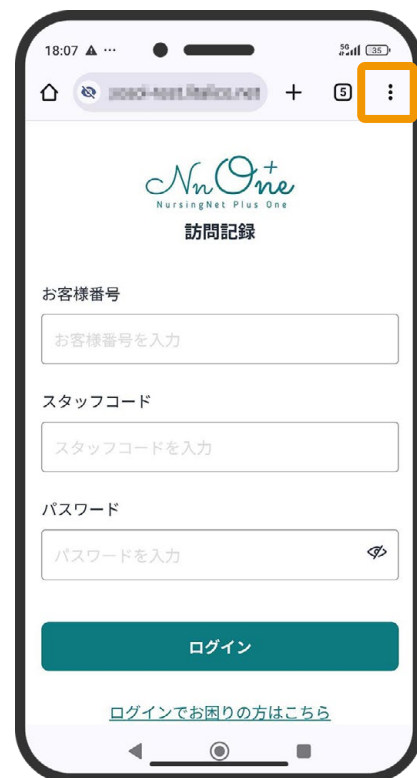 18:07
5G
35
5
NnOne+
NursingNet Plus One
訪問記録
お客様番号
お客様番号を入力
スタッフコード
スタッフコードを入力
パスワード
パスワードを入力
ログイン
ログインでお困りの方はこちら